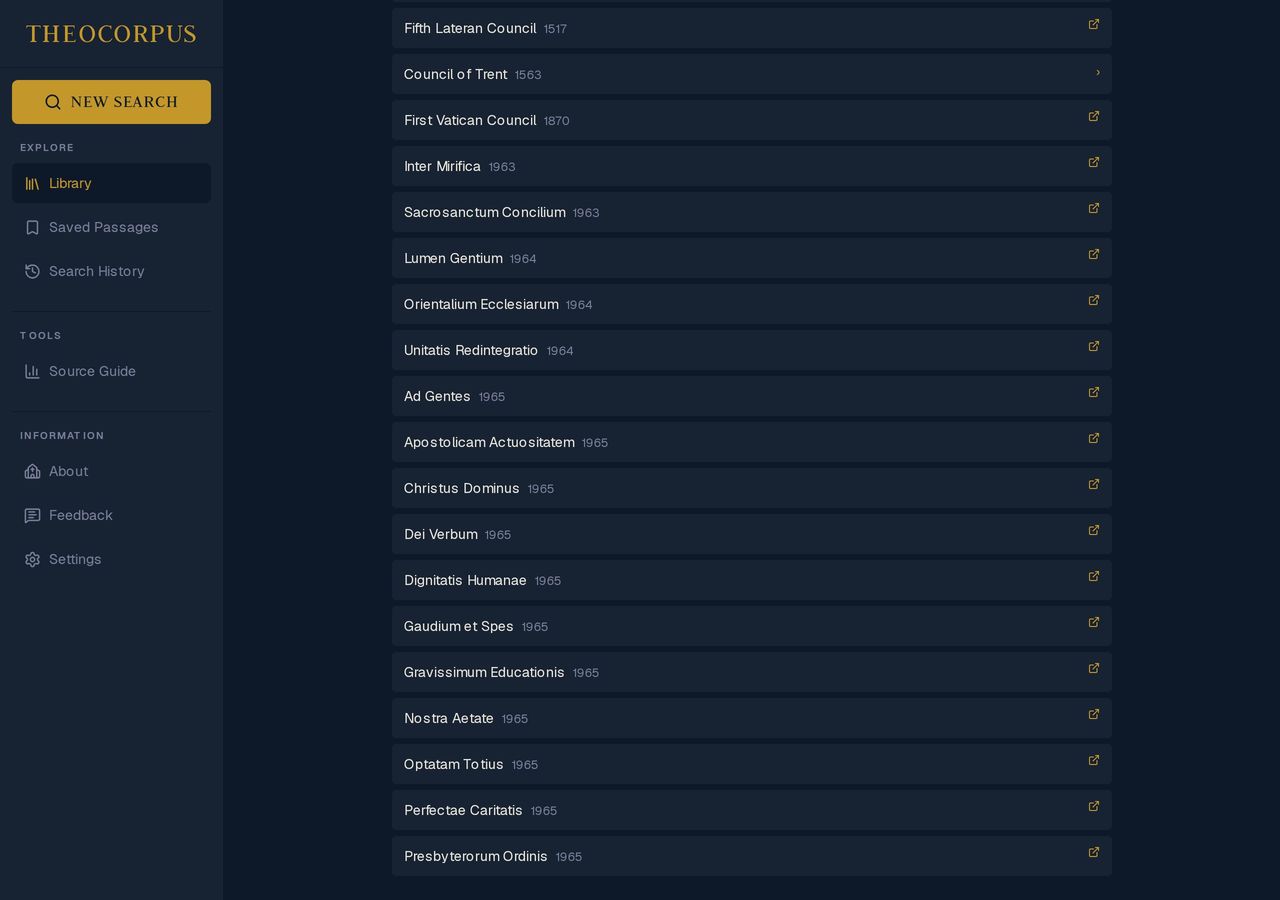 THEOCORPUS
NEW SEARCH
EXPLORE
Library
Saved Passages
Search History
TOOLS
Source Guide
INFORMATION
About
Feedback
Settings
Fifth Lateran Council 1517
Council of Trent 1563
First Vatican Council 1870
Inter Mirifica 1963
Sacrosanctum Concilium 1963
Lumen Gentium 1964
Orientalium Ecclesiarum 1964
Unitatis Redintegratio 1964
Ad Gentes 1965
Apostolicam Actuositatem 1965
Christus Dominus 1965
Dei Verbum 1965
Dignitatis Humanae 1965
Gaudium et Spes 1965
Gravissimum Educationis 1965
Nostra Aetate 1965
Optatam Totius 1965
Perfectae Caritatis 1965
Presbyterorum Ordinis 1965